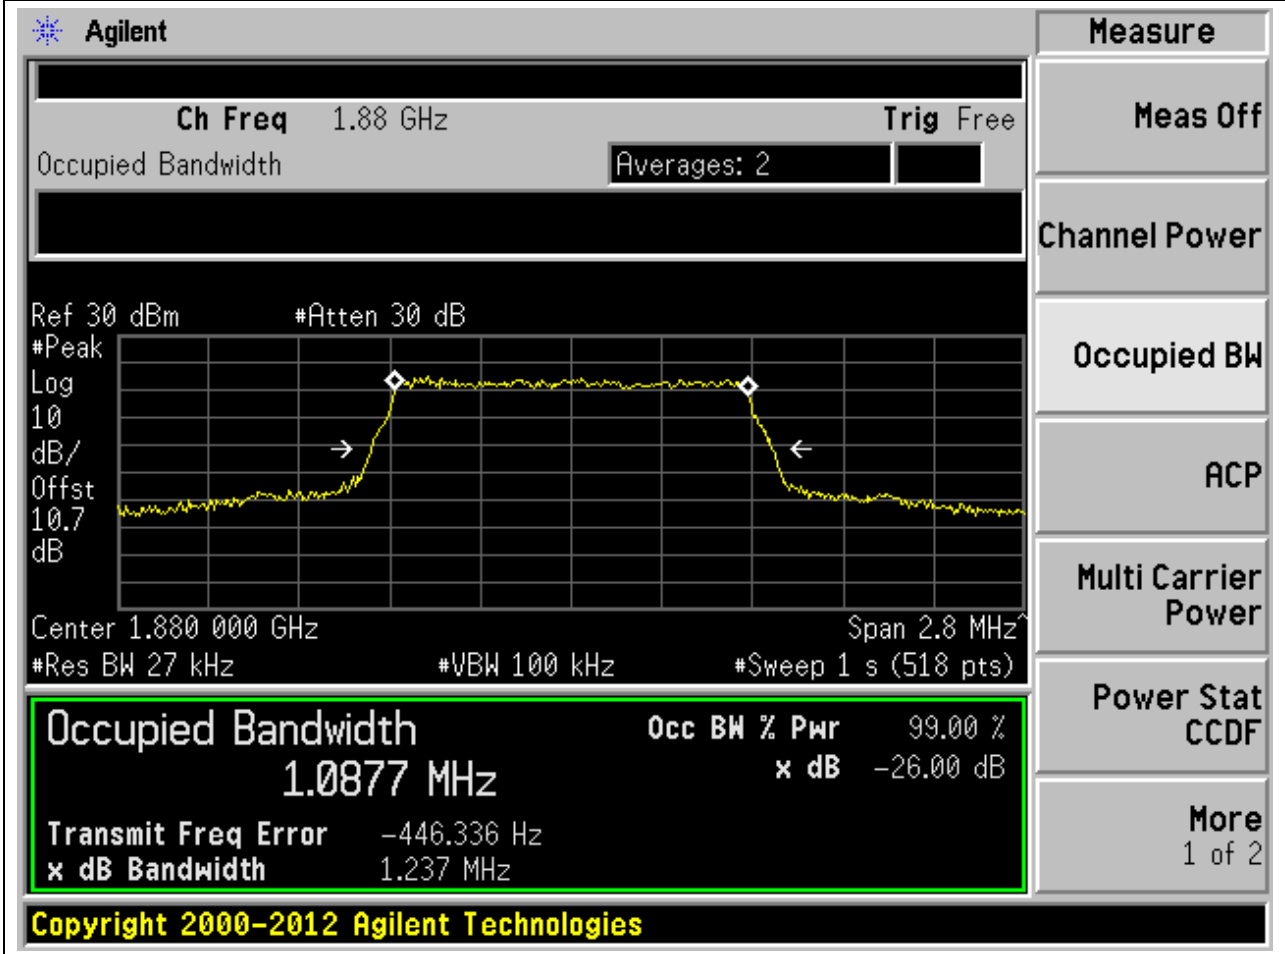 Agilent
Measure
Ch Freq 1.88 GHz Trig Free
Occupied Bandwidth Averages: 2
Meas Off
Channel Power
Occupied BW
ACP
Multi Carrier
Power
Power Stat
CCDF
More
1 of 2
Ref 30 dBm #Atten 30 dB
#Peak
Log
10
dB/
Offst
10.7
dB
Center 1.880 000 GHz Span 2.8 MHz^
#Res BW 27 kHz #VBW 100 kHz #Sweep 1 s (518 pts)
Occupied Bandwidth Occ BW % Pwr 99.00 %
1.0877 MHz x dB -26.00 dB
Transmit Freq Error -446.336 Hz
x dB Bandwidth 1.237 MHz
Copyright 2000-2012 Agilent Technologies